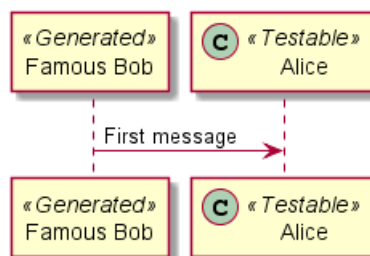 «Generated»
Famous Bob
C
«Testable»
Alice
First message
«Generated»
Famous Bob
C
«Testable»
Alice